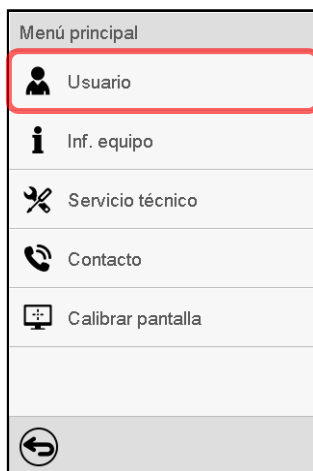 Menú principal
Usuario
Inf. equipo
Servicio técnico
Contacto
Calibrar pantalla